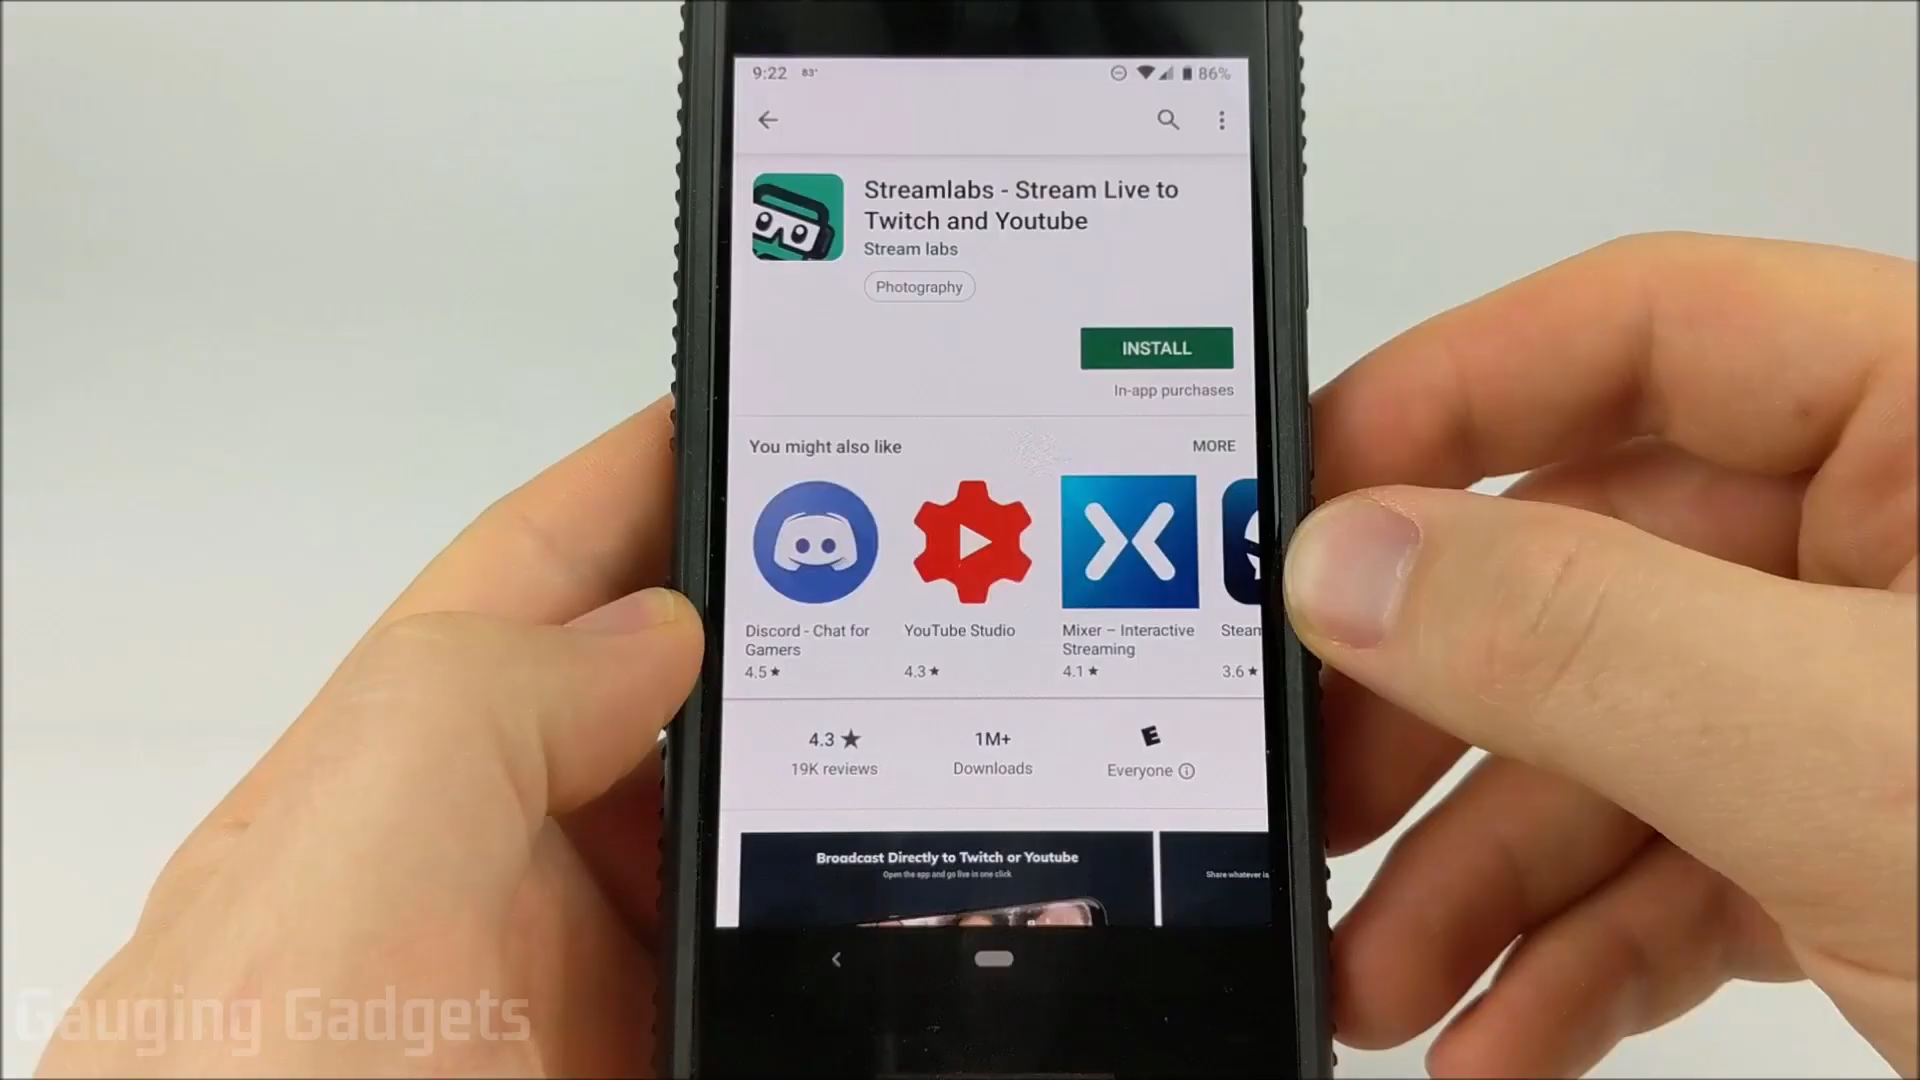 9:22 83° 86%
Streamlabs - Stream Live to
Twitch and Youtube
Stream labs
Photography
INSTALL
In-app purchases
You might also like MORE
Discord - Chat for
Gamers
4.5★
YouTube Studio
4.3★
Mixer – Interactive
Streaming
4.1★
Steam
3.6★
4.3★
19K reviews
1M+
Downloads
E
Everyone
Broadcast Directly to Twitch or Youtube
Open the app and go live in one click
Share whatever is
Gauging Gadgets